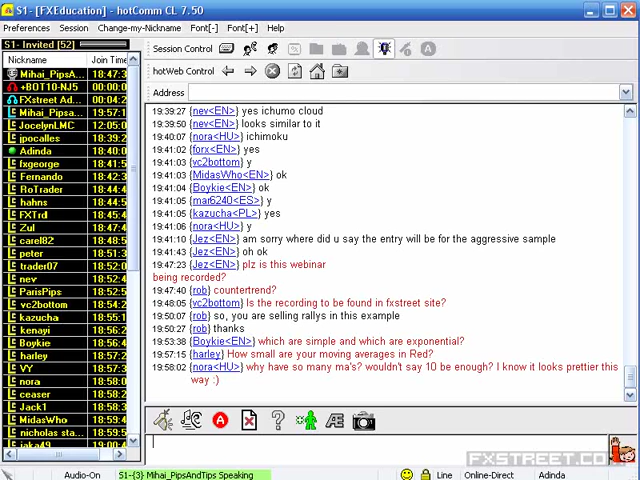 S1- [FXEducation] - hotComm CL 7.50
Preferences Session Change-my-Nickname Font[-] Font[+] Help
S1- Invited [52]
Session Control
Nickname Join Time
hotWeb Control
Address
Mihai_PipsA... 18:47:3
+BOT10-NJ5 00:00:0
FXstreet Ad... 00:04:2
Mihai_Pipsa... 19:57:1
JocelynLMC 12:05:0
jpocalles 18:39:2
Adinda 18:40:0
fxgeorge 18:41:5
Fernando 18:42:3
RoTrader 18:44:4
hahns 18:44:5
FXTrd 18:45:4
Zul 18:47:4
carel82 18:48:5
peter 18:51:3
trader07 18:52:0
nev 18:52:4
ParisPips 18:52:5
vc2bottom 18:54:5
kazucha 18:55:1
kenayi 18:56:2
Boykie 18:56:4
harley 18:57:2
VY 18:57:3
nora 18:58:0
ceaser 18:58:2
Jack1 18:58:3
MidasWho 18:59:4
nicholas sta... 18:59:4
jaka49 19:00:4
19:39:27 {nev<EN>} yes ichumo cloud
19:39:50 {nev<EN>} looks similar to it
19:40:07 {nora<HU>} ichimoku
19:41:02 {forx<EN>} yes
19:41:03 {vc2bottom} y
19:41:03 {MidasWho<EN>} ok
19:41:04 {Boykie<EN>} ok
19:41:05 {mar6240<ES>} y
19:41:05 {kazucha<PL>} yes
19:41:06 {nora<HU>} y
19:41:10 {Jez<EN>} am sorry where did u say the entry will be for the aggressive sample
19:41:43 {Jez<EN>} oh ok
19:47:23 {Jez<EN>} plz is this webinar
being recorded?
19:47:40 {rob} countertrend?
19:48:05 {vc2bottom} Is the recording to be found in fxstreet site?
19:50:07 {rob} so, you are selling rallys in this example
19:50:27 {rob} thanks
19:53:38 {Boykie<EN>} which are simple and which are exponential?
19:57:15 {harley} How small are your moving averages in Red?
19:58:02 {nora<HU>} why have so many ma's? wouldn't say 10 be enough? I know it looks prettier this
way :)
FXSTREET.COM
Audio-On S1-{3} Mihai_PipsAndTips Speaking Line Online-Direct Adinda